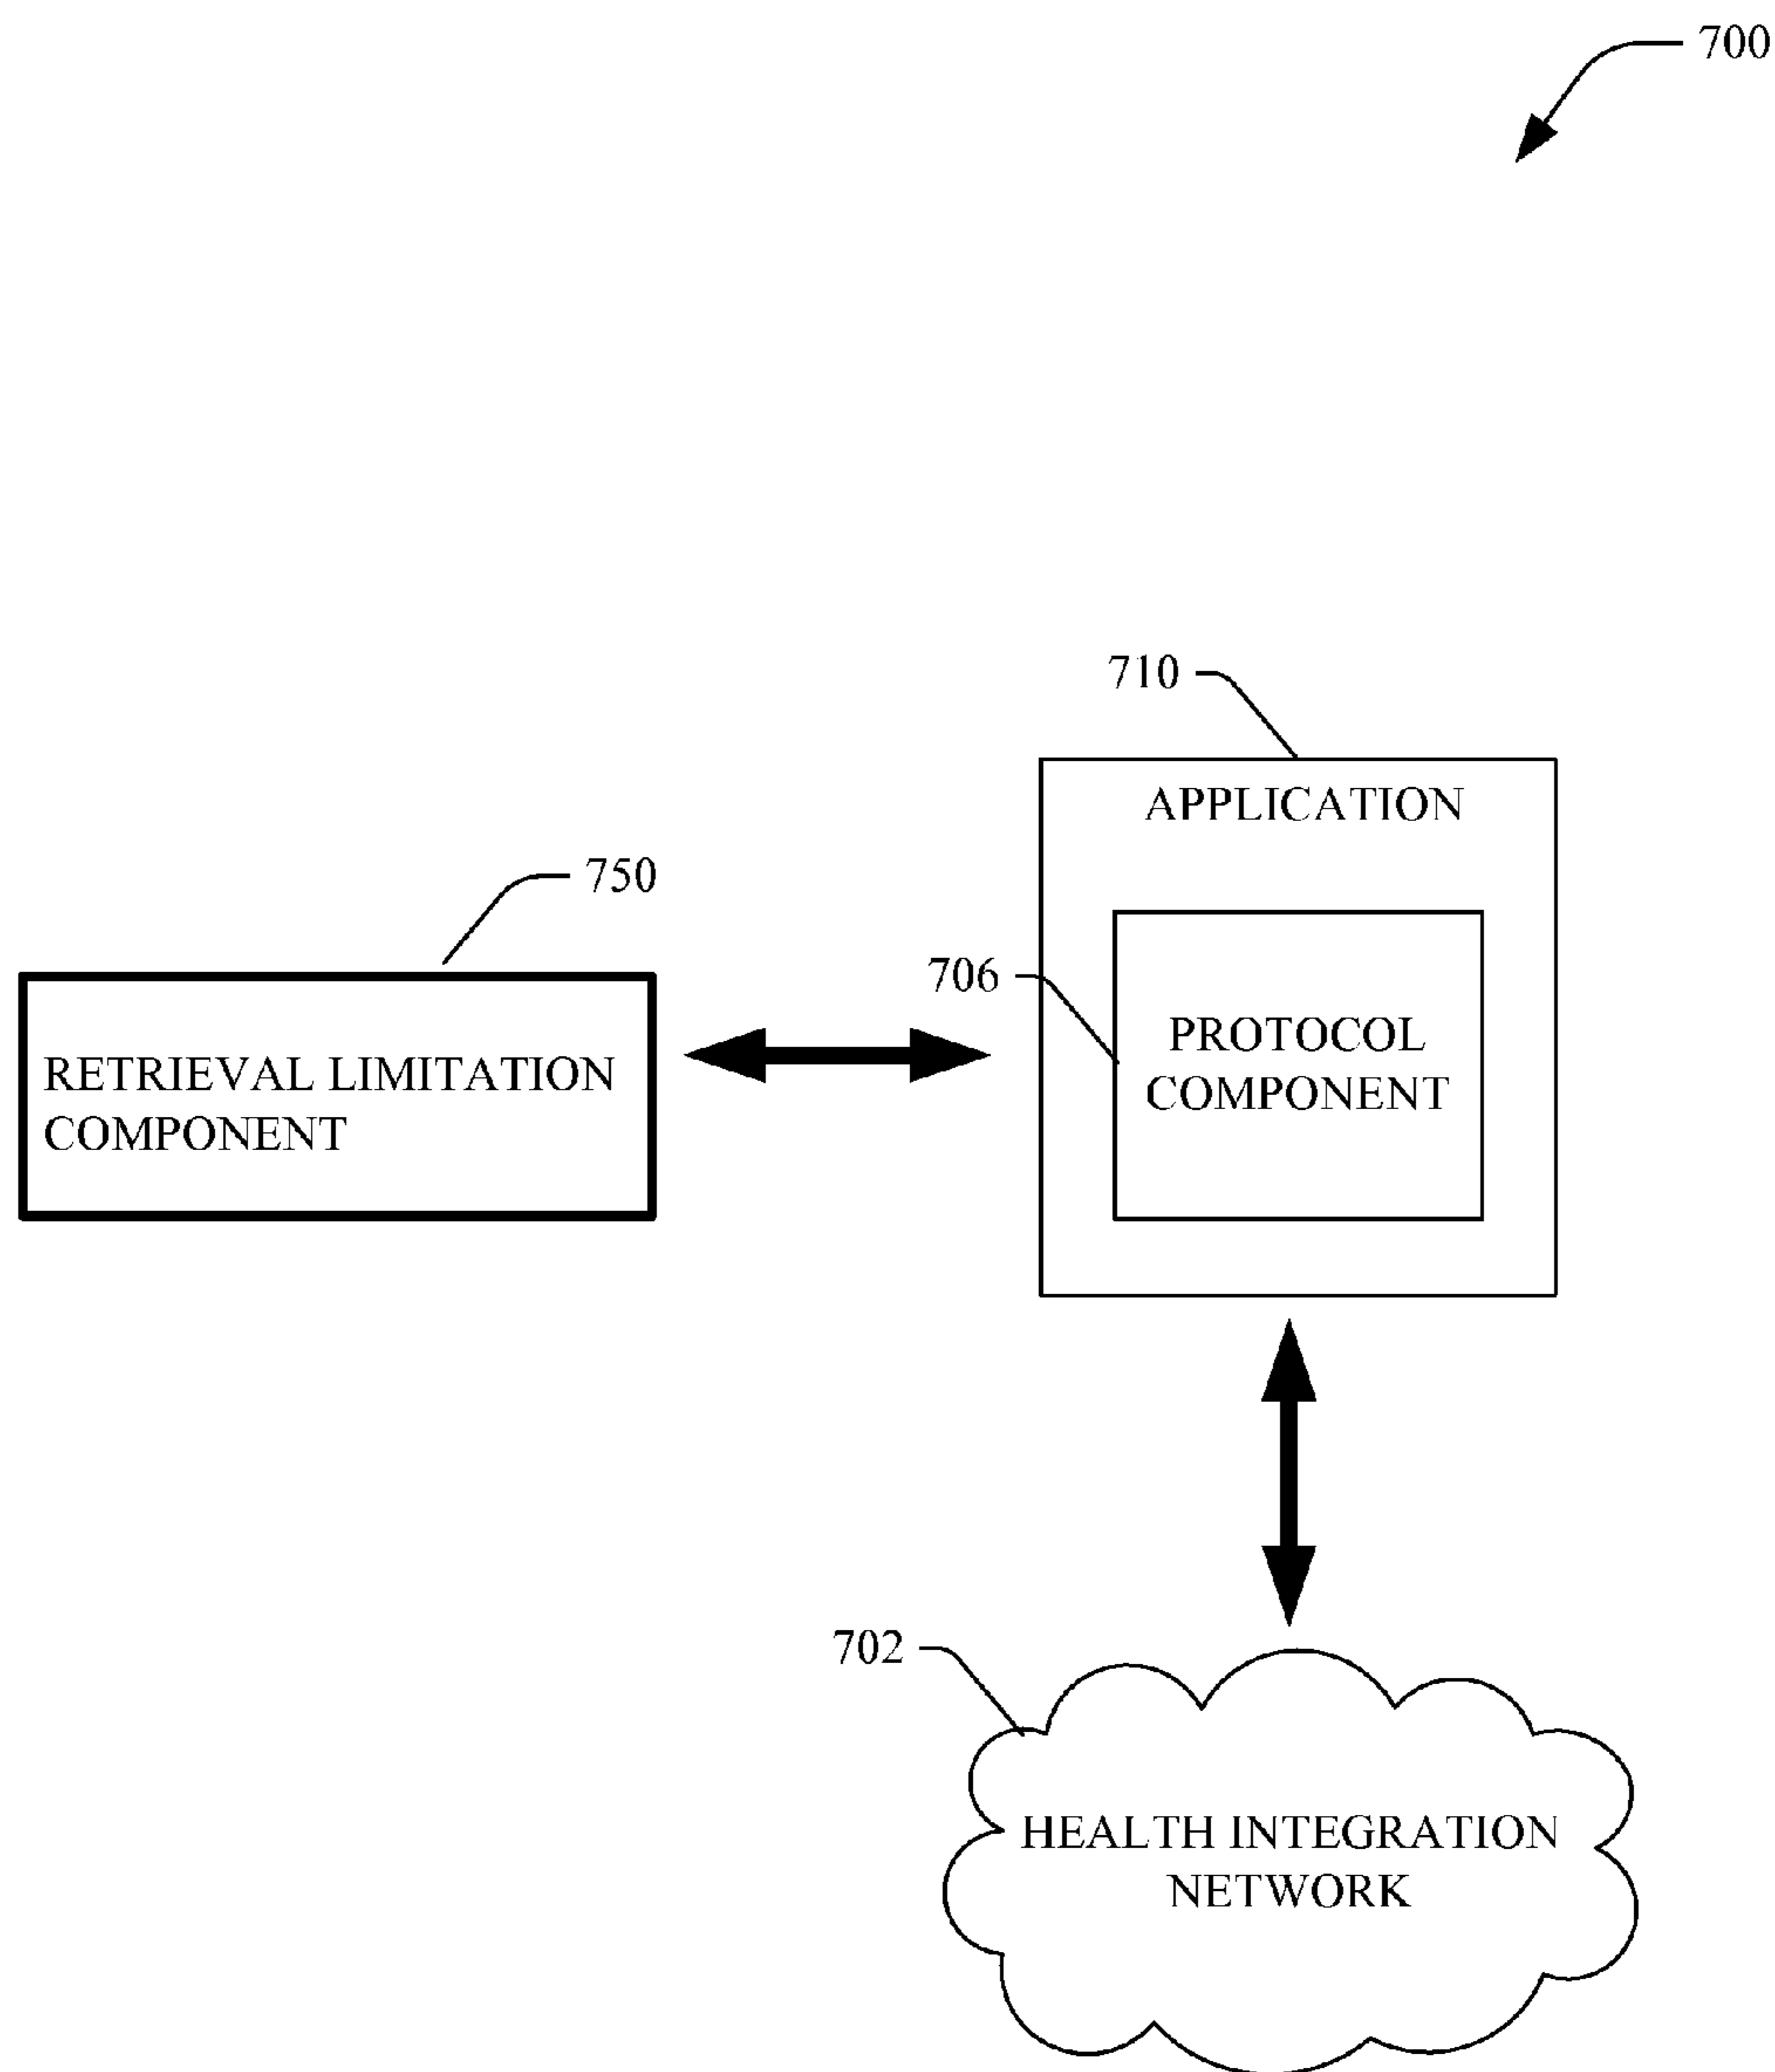 700
710
APPLICATION
750
706
PROTOCOL
COMPONENT
RETRIEVAL LIMITATION
COMPONENT
702
HEALTH INTEGRATION
NETWORK